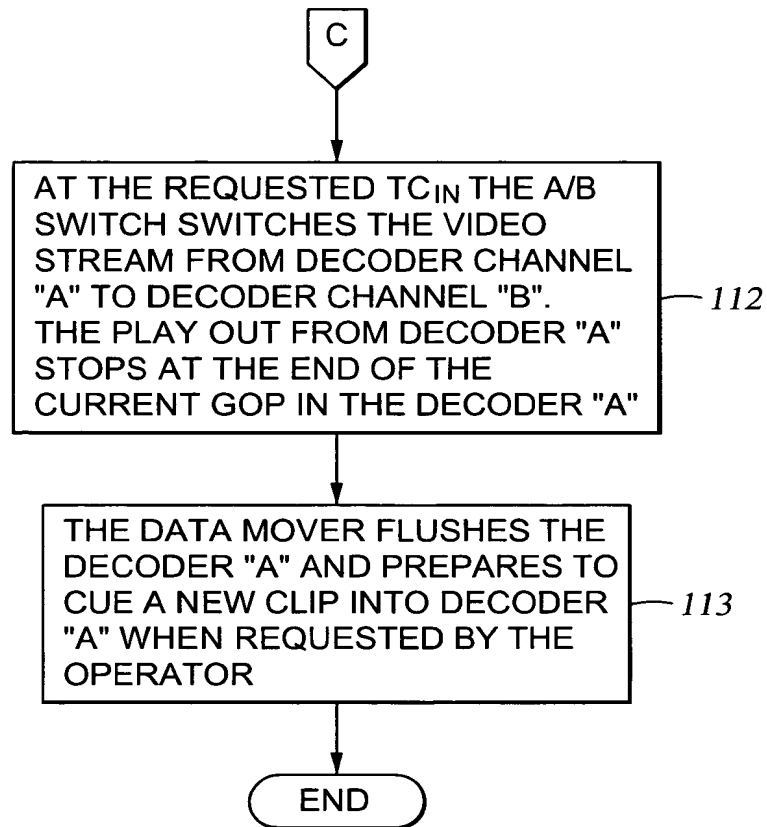 C
AT THE REQUESTED TCIN THE A/B
SWITCH SWITCHES THE VIDEO
STREAM FROM DECODER CHANNEL
"A" TO DECODER CHANNEL "B".
THE PLAY OUT FROM DECODER "A"
STOPS AT THE END OF THE
CURRENT GOP IN THE DECODER "A"
112
THE DATA MOVER FLUSHES THE
DECODER "A" AND PREPARES TO
CUE A NEW CLIP INTO DECODER
"A" WHEN REQUESTED BY THE
OPERATOR
113
END